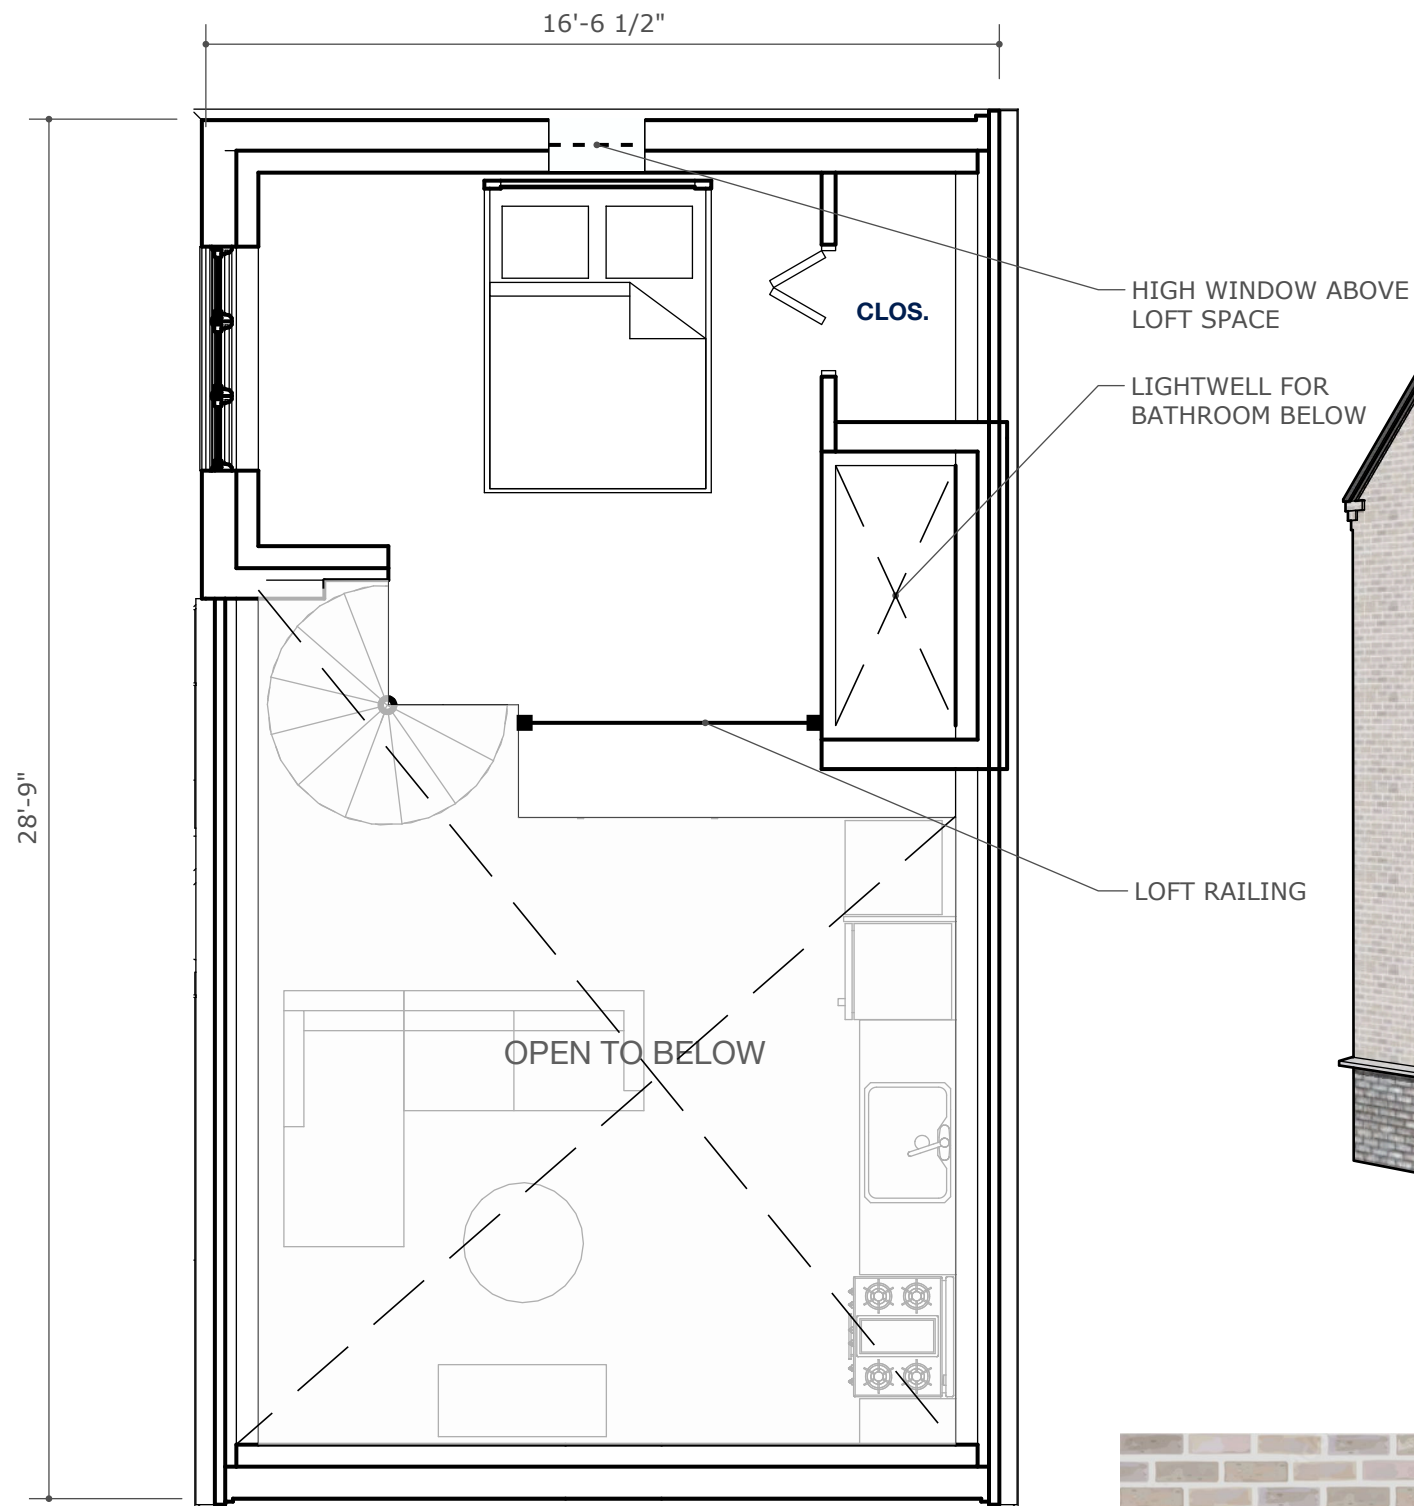 16'-6 1/2"
HIGH WINDOW ABOVE
LOFT SPACE
CLOS.
LIGHTWELL FOR
BATHROOM BELOW
28'-9"
LOFT RAILING
OPEN TO BELOW